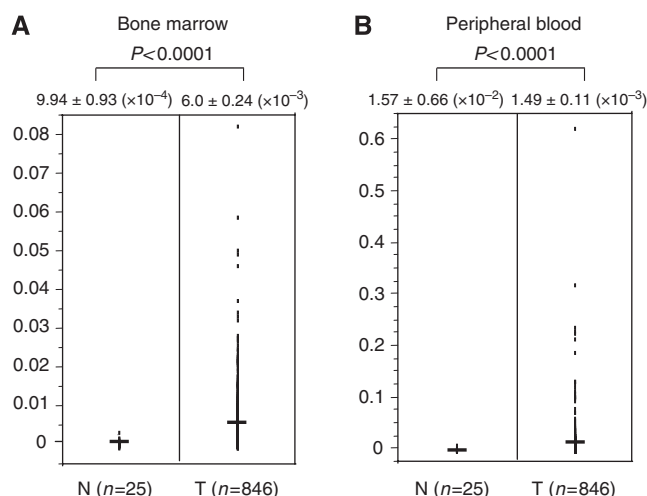 A Bone marrow
P<0.0001
9.94 ± 0.93 (×10⁻⁴) 6.0 ± 0.24 (×10⁻³)
0.08
0.07
0.06
0.05
0.04
0.03
0.02
0.01
0
N (n=25) T (n=846)
B Peripheral blood
P<0.0001
1.57 ± 0.66 (×10⁻²) 1.49 ± 0.11 (×10⁻³)
0.6
0.5
0.4
0.3
0.2
0.1
0
N (n=25) T (n=846)